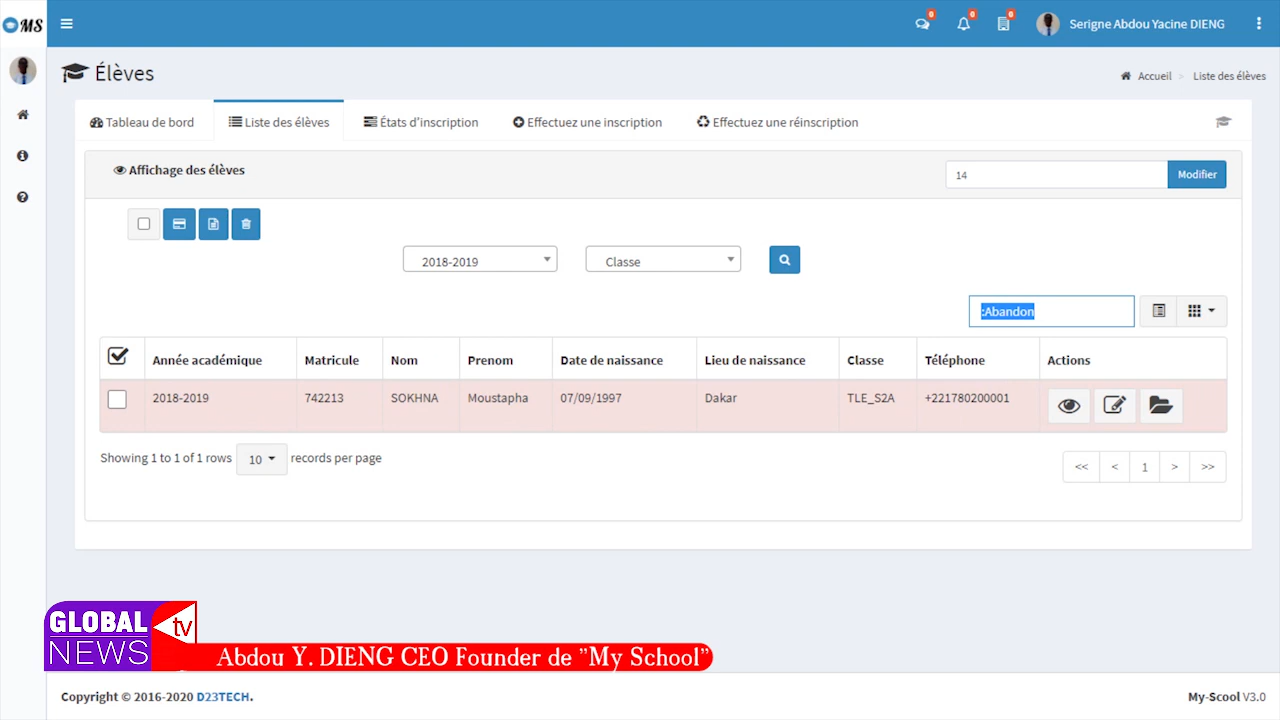 MS
0 0 0 Serigne Abdou Yacine DIENG
Élèves
Accueil > Liste des élèves
Tableau de bord Liste des élèves États d'inscription Effectuez une inscription Effectuez une réinscription
Affichage des élèves
14 Modifier
2018-2019 Classe
:Abandon
Année académique Matricule Nom Prenom Date de naissance Lieu de naissance Classe Téléphone Actions
2018-2019 742213 SOKHNA Moustapha 07/09/1997 Dakar TLE_S2A +221780200001
Showing 1 to 1 of 1 rows 10 records per page
<< < 1 > >>
GLOBAL tv
NEWS
Abdou Y. DIENG CEO Founder de "My School"
Copyright © 2016-2020 D23TECH. My-Scool V3.0